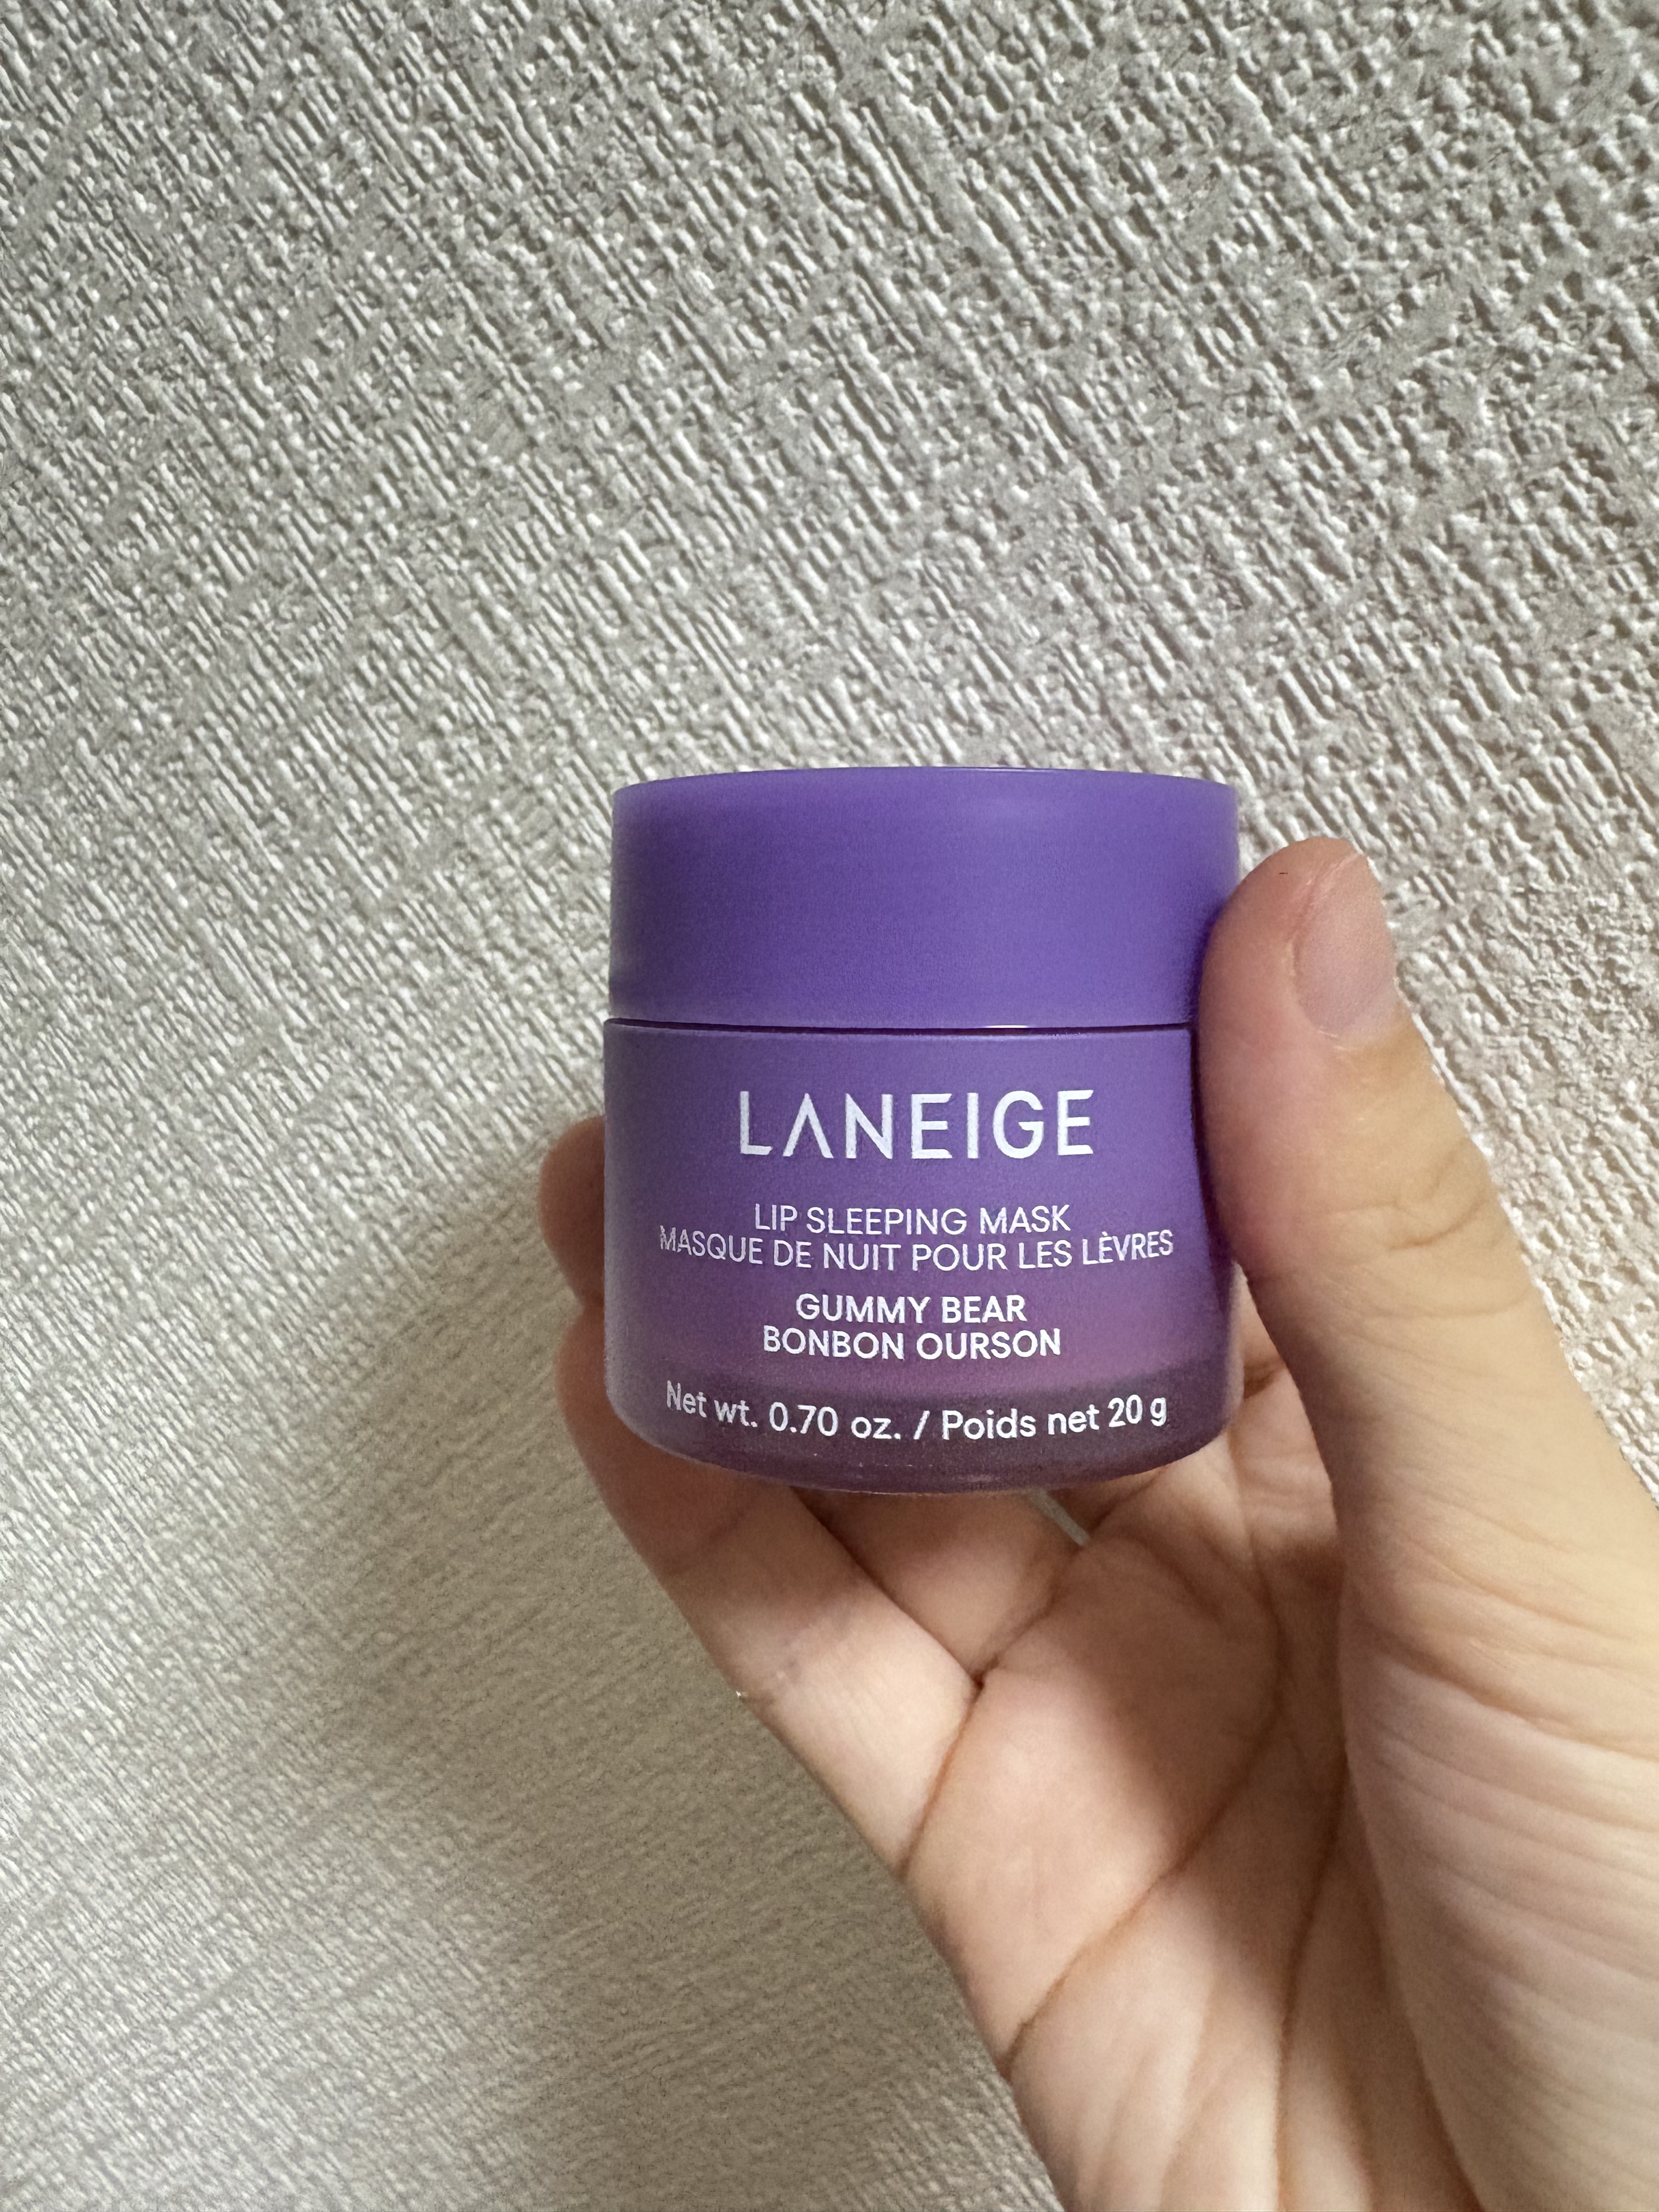 LANEIGE
LIP SLEEPING MASK
MASQUE DE NUIT POUR LES LÈVRES
GUMMY BEAR
BONBON OURSON
Net wt. 0.70 oz. / Poids net 20 g